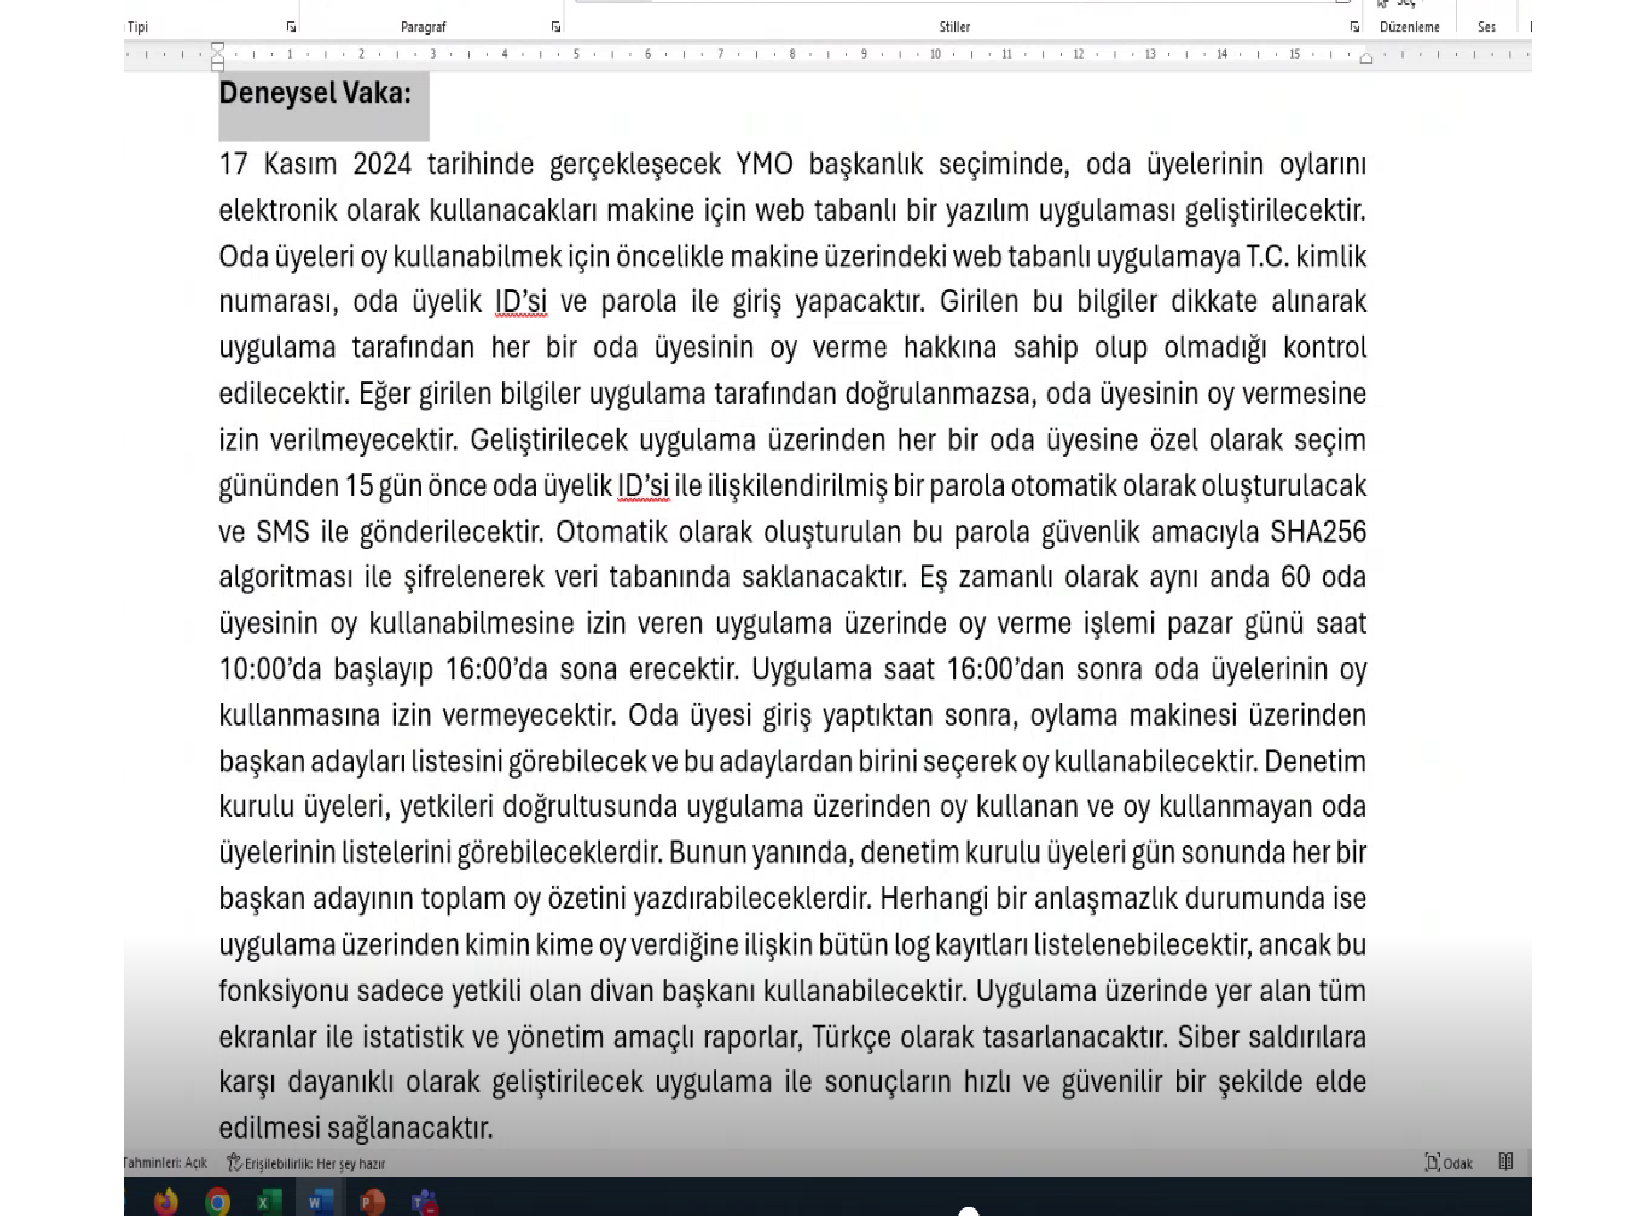 Tipi
Paragraf
Stiller
Düzenleme
Ses
1 2 3 4 5 6 7 8 9 10 11 12 13 14 15
Deneysel Vaka:
17 Kasım 2024 tarihinde gerçekleşecek YMO başkanlık seçiminde, oda üyelerinin oylarını
elektronik olarak kullanacakları makine için web tabanlı bir yazılım uygulaması geliştirilecektir.
Oda üyeleri oy kullanabilmek için öncelikle makine üzerindeki web tabanlı uygulamaya T.C. kimlik
numarası, oda üyelik ID’si ve parola ile giriş yapacaktır. Girilen bu bilgiler dikkate alınarak
uygulama tarafından her bir oda üyesinin oy verme hakkına sahip olup olmadığı kontrol
edilecektir. Eğer girilen bilgiler uygulama tarafından doğrulanmazsa, oda üyesinin oy vermesine
izin verilmeyecektir. Geliştirilecek uygulama üzerinden her bir oda üyesine özel olarak seçim
gününden 15 gün önce oda üyelik ID’si ile ilişkilendirilmiş bir parola otomatik olarak oluşturulacak
ve SMS ile gönderilecektir. Otomatik olarak oluşturulan bu parola güvenlik amacıyla SHA256
algoritması ile şifrelenerek veri tabanında saklanacaktır. Eş zamanlı olarak aynı anda 60 oda
üyesinin oy kullanabilmesine izin veren uygulama üzerinde oy verme işlemi pazar günü saat
10:00’da başlayıp 16:00’da sona erecektir. Uygulama saat 16:00’dan sonra oda üyelerinin oy
kullanmasına izin vermeyecektir. Oda üyesi giriş yaptıktan sonra, oylama makinesi üzerinden
başkan adayları listesini görebilecek ve bu adaylardan birini seçerek oy kullanabilecektir. Denetim
kurulu üyeleri, yetkileri doğrultusunda uygulama üzerinden oy kullanan ve oy kullanmayan oda
üyelerinin listelerini görebileceklerdir. Bunun yanında, denetim kurulu üyeleri gün sonunda her bir
başkan adayının toplam oy özetini yazdırabileceklerdir. Herhangi bir anlaşmazlık durumunda ise
uygulama üzerinden kimin kime oy verdiğine ilişkin bütün log kayıtları listelenebilecektir, ancak bu
fonksiyonu sadece yetkili olan divan başkanı kullanabilecektir. Uygulama üzerinde yer alan tüm
ekranlar ile istatistik ve yönetim amaçlı raporlar, Türkçe olarak tasarlanacaktır. Siber saldırılara
karşı dayanıklı olarak geliştirilecek uygulama ile sonuçların hızlı ve güvenilir bir şekilde elde
edilmesi sağlanacaktır.
Tahminleri: Açık Erişilebilirlik: Her şey hazır
Odak